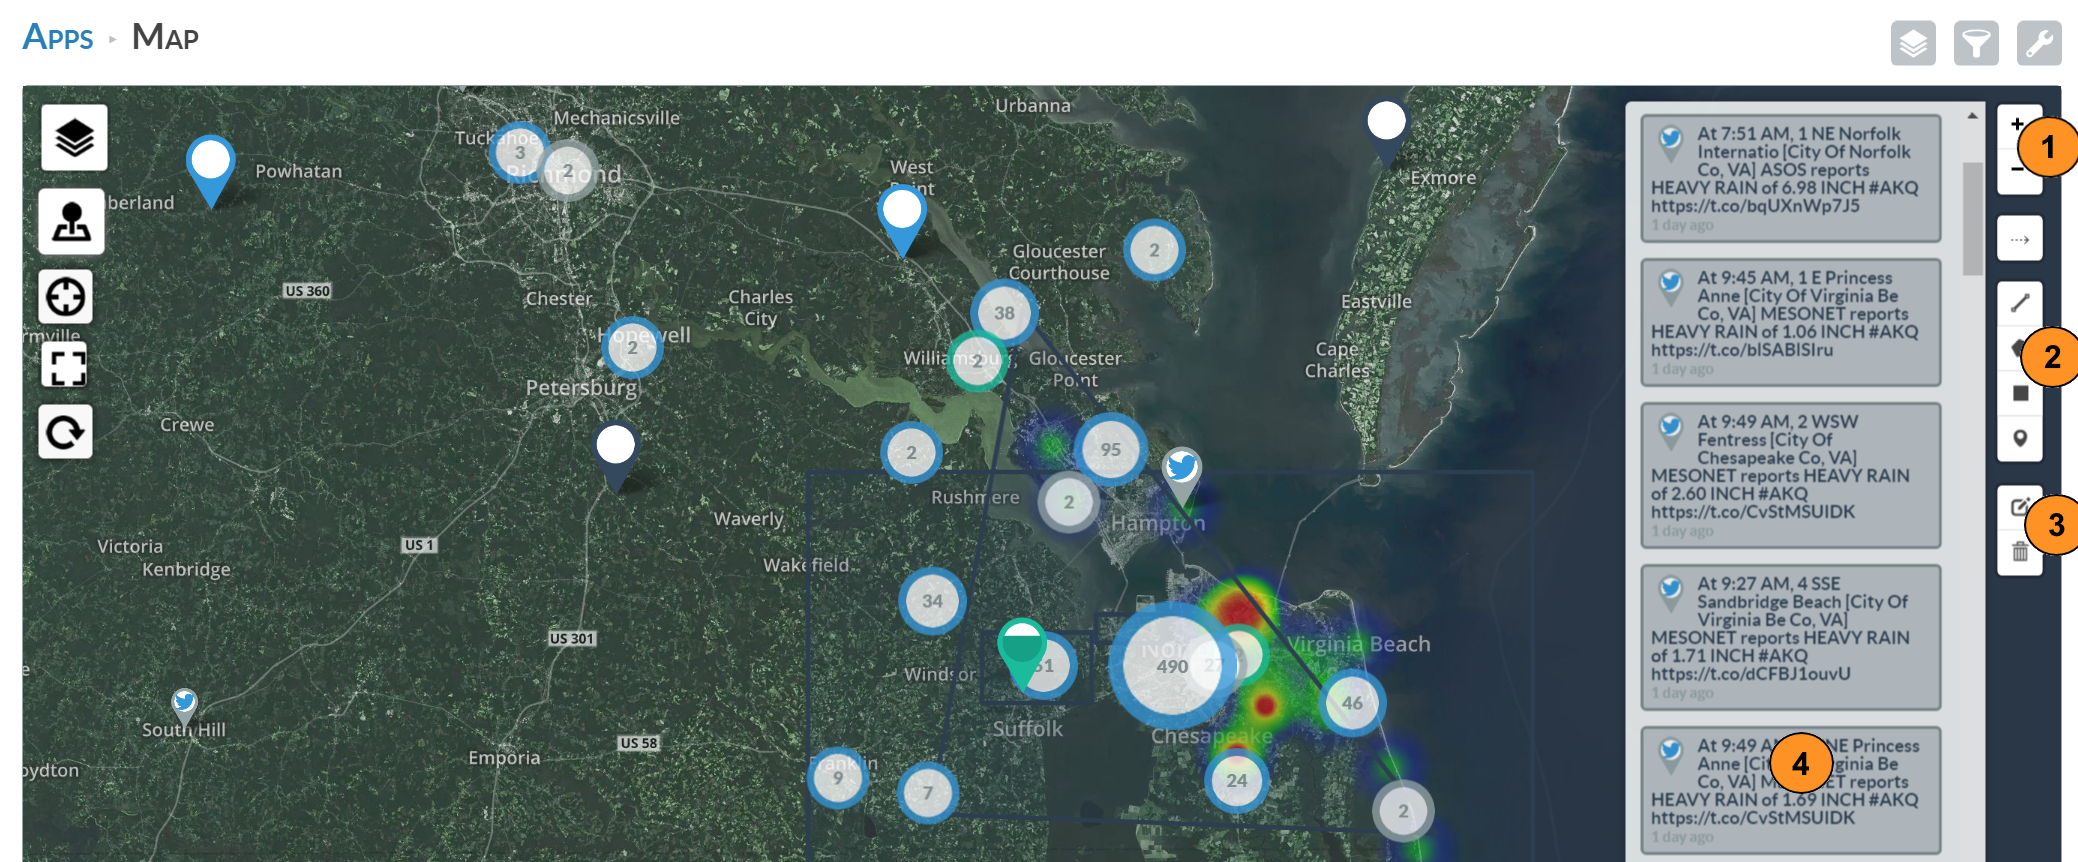 Apps ▸ Map
Urbanna
Mechanicsville
Tuckahoe
3
2
Richmond
Powhatan
berland
West
Point
Exmore
2
Gloucester
Courthouse
US 360
Chester
Charles
City
Eastville
38
Hopewell
2
rmville
Williamsburg
2
Gloucester
Point
Cape
Charles
Petersburg
Crewe
2
95
Rushmere
2
Hampton
Waverly
Victoria
US 1
Kenbridge
Wakefield
34
US 301
Virginia Beach
Nor
490
27
51
Windsor
46
South Hill
Suffolk
Chesapeake
US 58
Emporia
oydton
Franklin
9
7
24
2
At 7:51 AM, 1 NE Norfolk
Internatio [City Of Norfolk
Co, VA] ASOS reports
HEAVY RAIN of 6.98 INCH #AKQ
https://t.co/bqUXnWp7J5
1 day ago
At 9:45 AM, 1 E Princess
Anne [City Of Virginia Be
Co, VA] MESONET reports
HEAVY RAIN of 1.06 INCH #AKQ
https://t.co/blSABlSIru
1 day ago
At 9:49 AM, 2 WSW
Fentress [City Of
Chesapeake Co, VA]
MESONET reports HEAVY RAIN
of 2.60 INCH #AKQ
https://t.co/CvStMSUIDK
1 day ago
At 9:27 AM, 4 SSE
Sandbridge Beach [City Of
Virginia Be Co, VA]
MESONET reports HEAVY RAIN
of 1.71 INCH #AKQ
https://t.co/dCFBJ1ouvU
1 day ago
At 9:49 A NE Princess
Anne [Ci ginia Be
Co, VA] M ET reports
HEAVY RAIN of 1.69 INCH #AKQ
https://t.co/CvStMSUIDK
1 day ago
+
-
1
2
3
4